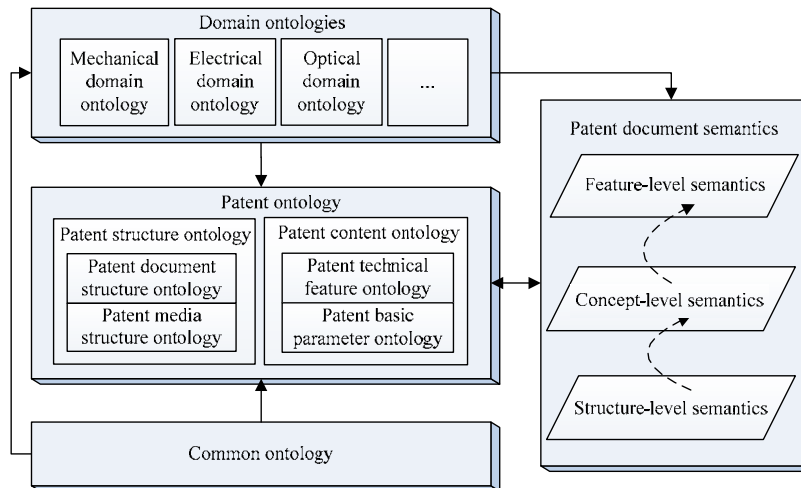 Domain ontologies
Mechanical
domain
ontology
Electrical
domain
ontology
Optical
domain
ontology
...
Patent ontology
Patent structure ontology
Patent document
structure ontology
Patent media
structure ontology
Patent content ontology
Patent technical
feature ontology
Patent basic
parameter ontology
Common ontology
Patent document semantics
Feature-level semantics
Concept-level semantics
Structure-level semantics